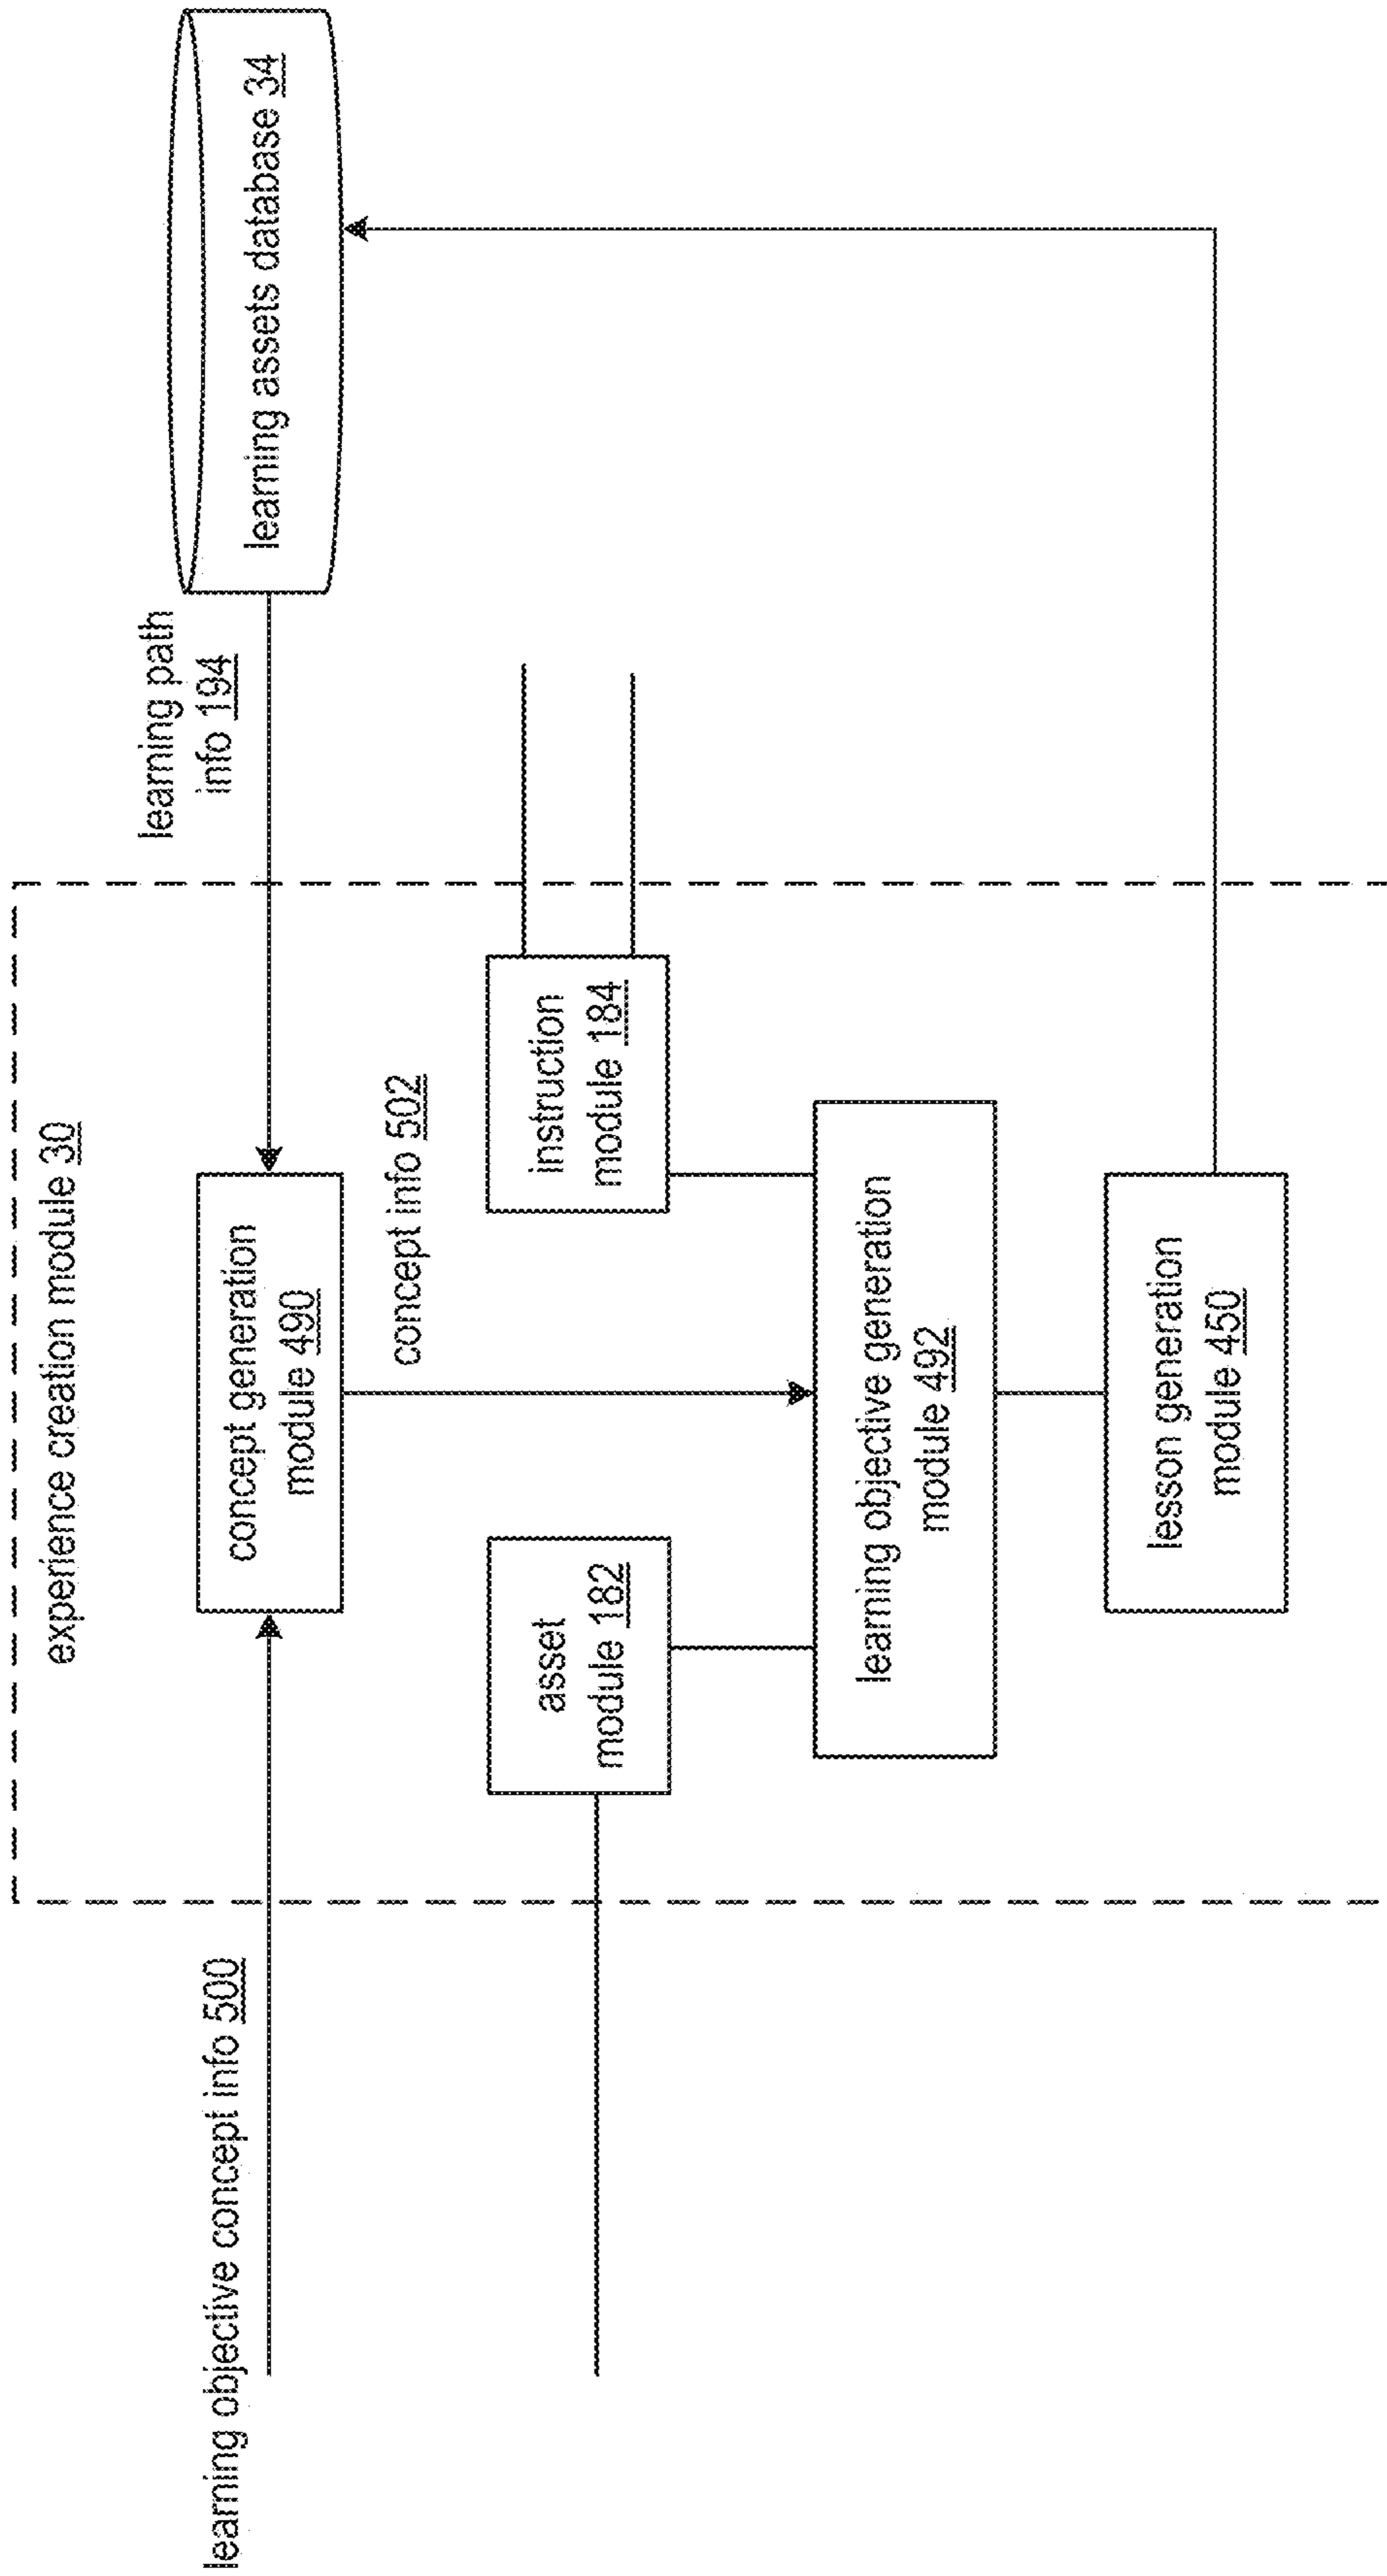 experience creation module 30
learning objective concept info 500
concept generation
module 490
learning path
info 194
learning assets database 34
concept info 502
asset
module 182
instruction
module 184
learning objective generation
module 492
lesson generation
module 450